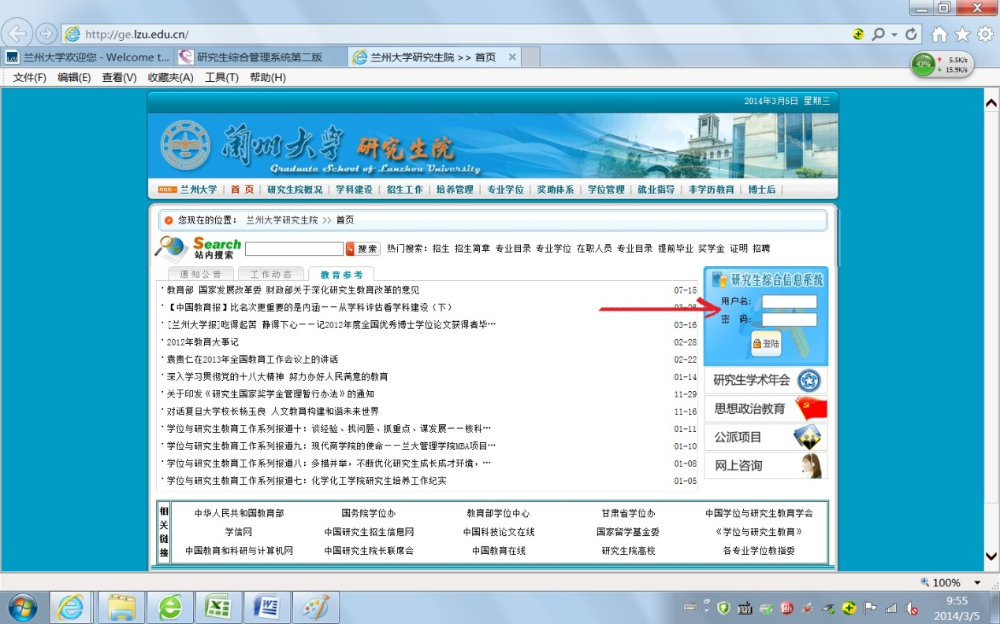 http://ge.lzu.edu.cn/
兰州大学欢迎您 - Welcome t...
研究生综合管理系统第二版
兰州大学研究生院 >> 首页
43%
5.5K/s
15.9K/s
文件(F) 编辑(E) 查看(V) 收藏夹(A) 工具(T) 帮助(H)
2014年3月5日 星期三
兰州大学 研究生院
Graduate School of Lanzhou University
RSS 兰州大学 | 首 页 | 研究生院概况 | 学科建设 | 招生工作 | 培养管理 | 专业学位 | 奖助体系 | 学位管理 | 就业指导 | 非学历教育 | 博士后 |
您现在的位置： 兰州大学研究生院 >> 首页
Search
站内搜索
搜索
热门搜索：招生 招生简章 专业目录 专业学位 在职人员 专业目录 提前毕业 奖学金 证明 招聘
通知公告 工作动态 教育参考
教育部 国家发展改革委 财政部关于深化研究生教育改革的意见 07-15
【中国教育报】比名次更重要的是内涵——从学科评估看学科建设（下） 03-26
[兰州大学报]吃得起苦 静得下心——记2012年度全国优秀博士学位论文获得者毕… 03-16
2012年教育大事记 02-28
袁贵仁在2013年全国教育工作会议上的讲话 02-22
深入学习贯彻党的十八大精神 努力办好人民满意的教育 01-14
关于印发《研究生国家奖学金管理暂行办法》的通知 11-29
对话复旦大学校长杨玉良 人文教育构建和谐未来世界 11-16
学位与研究生教育工作系列报道十：谈经验、找问题、抓重点、谋发展——核科… 01-11
学位与研究生教育工作系列报道九：现代商学院的使命——兰大管理学院MBA项目… 01-10
学位与研究生教育工作系列报道八：多措并举，不断优化研究生成长成才环境，… 01-08
学位与研究生教育工作系列报道七：化学化工学院研究生培养工作纪实 01-05
研究生综合信息系统
用户名:
密 码:
登陆
研究生学术年会
思想政治教育
公派项目
网上咨询
相关链接
中华人民共和国教育部 国务院学位办 教育部学位中心 甘肃省学位办 中国学位与研究生教育学会
学信网 中国研究生招生信息网 中国科技论文在线 国家留学基金委 《学位与研究生教育》
中国教育和科研与计算机网 中国研究生院长联席会 中国教育在线 研究生院高校 各专业学位教指委
100%
9:55
2014/3/5